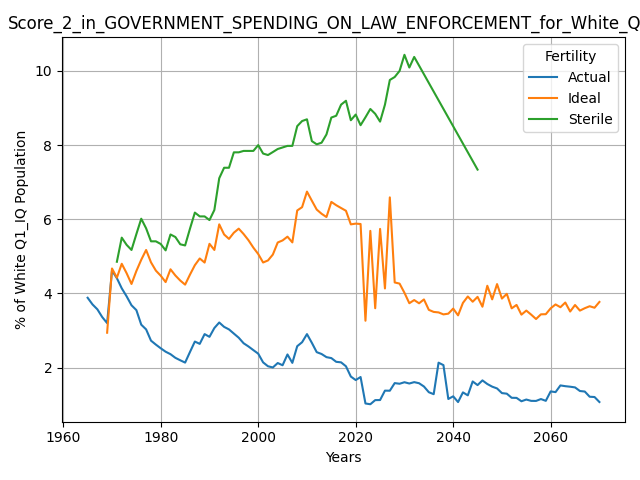 Score_2_in_GOVERNMENT_SPENDING_ON_LAW_ENFORCEMENT_for_White_Q
Fertility
Actual
Ideal
Sterile
% of White Q1_IQ Population
10
8
6
4
2
1960
1980
2000
2020
2040
2060
Years